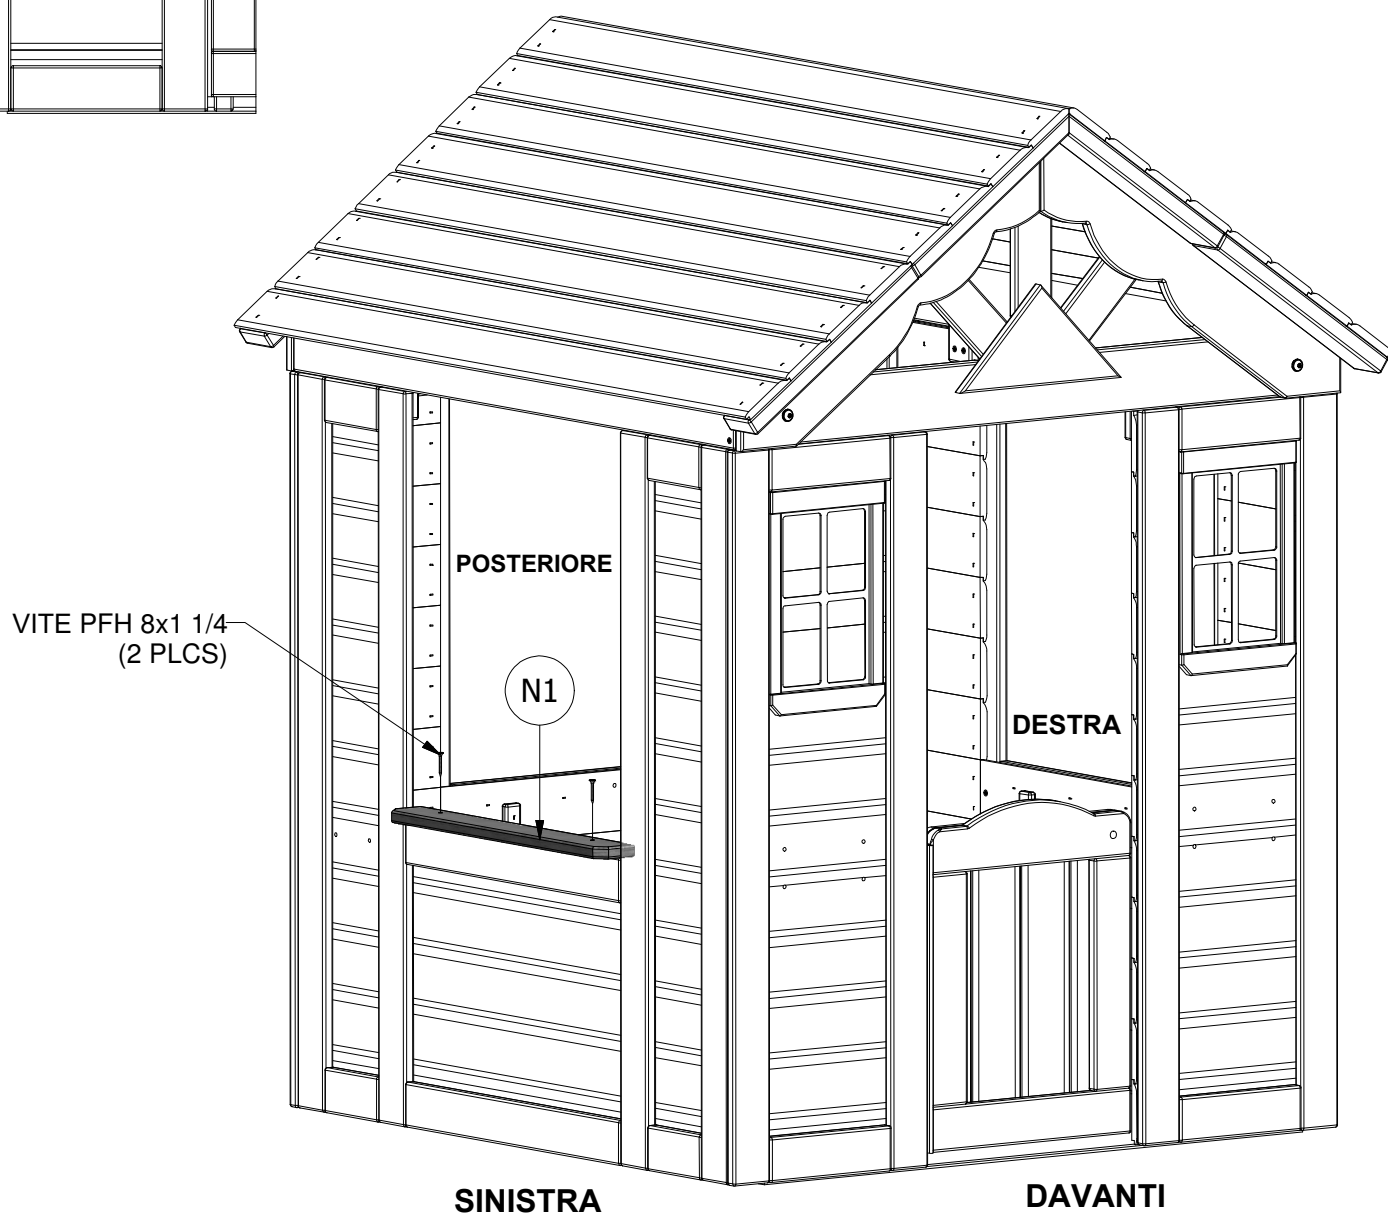 POSTERIORE
VITE PFH 8x1 1/4
(2 PLCS)
N1
DESTRA
SINISTRA
DAVANTI